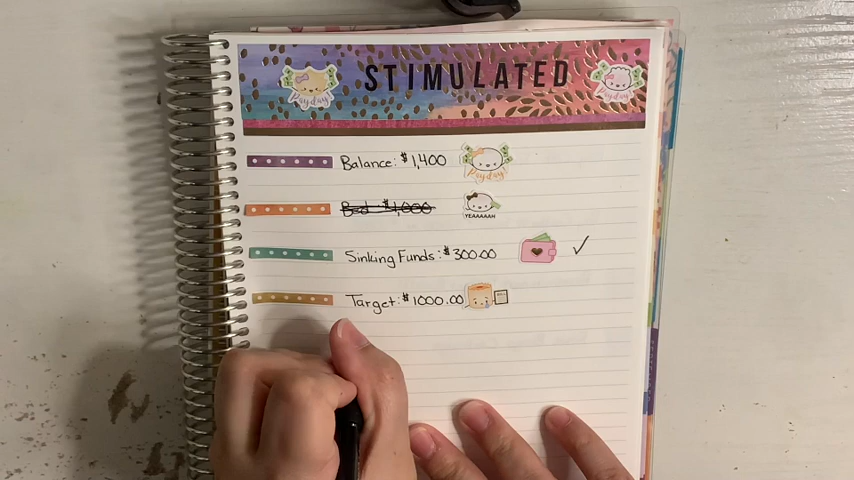 STIMULATED
Payday!
Payday!
Balance: $1,400
Payday!
Bed $1,000
YEAAAAAH
Sinking Funds: $300.00
Target: $1000.00